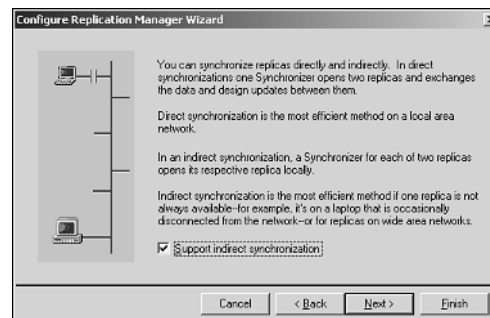 Configure Replication Manager Wizard
You can synchronize replicas directly and indirectly. In direct
synchronizations one Synchronizer opens two replicas and exchanges
the data and design updates between them.
Direct synchronization is the most efficient method on a local area
network.
In an indirect synchronization, a Synchronizer for each of two replicas
opens its respective replica locally.
Indirect synchronization is the most efficient method if one replica is not
always available--for example, it's on a laptop that is occasionally
disconnected from the network--or for replicas on wide area networks.
Support indirect synchronization
Cancel
< Back
Next >
Finish